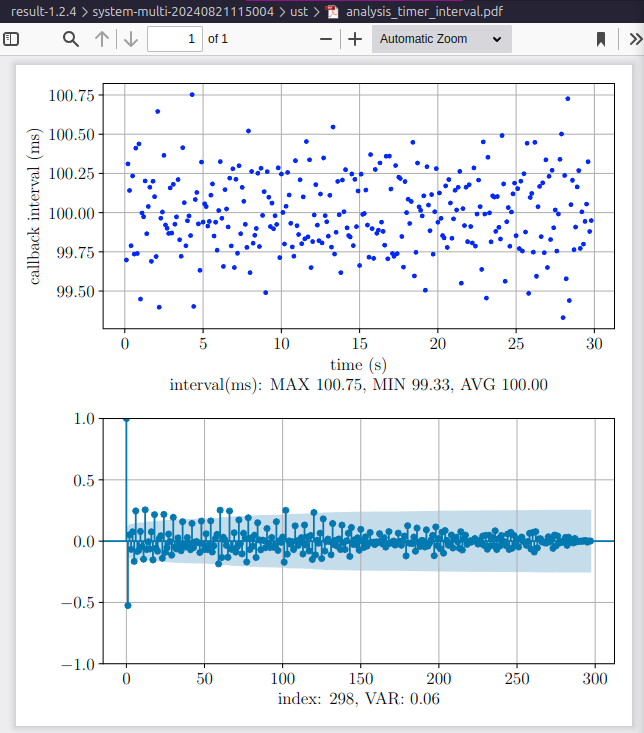 result-1.2.4 > system-multi-20240821115004 > ust > analysis_timer_interval.pdf
1 of 1
Automatic Zoom
100.75
100.50
100.25
100.00
99.75
99.50
callback interval (ms)
0 5 10 15 20 25 30
time (s)
interval(ms): MAX 100.75, MIN 99.33, AVG 100.00
1.0
0.5
0.0
−0.5
−1.0
0 50 100 150 200 250 300
index: 298, VAR: 0.06